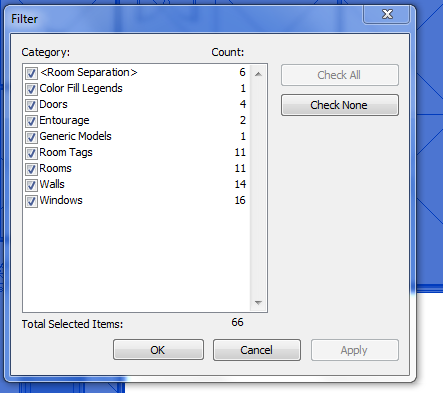 Filter
Category: Count:
<Room Separation> 6
Color Fill Legends 1
Doors 4
Entourage 2
Generic Models 1
Room Tags 11
Rooms 11
Walls 14
Windows 16
Check All
Check None
Total Selected Items: 66
OK Cancel Apply